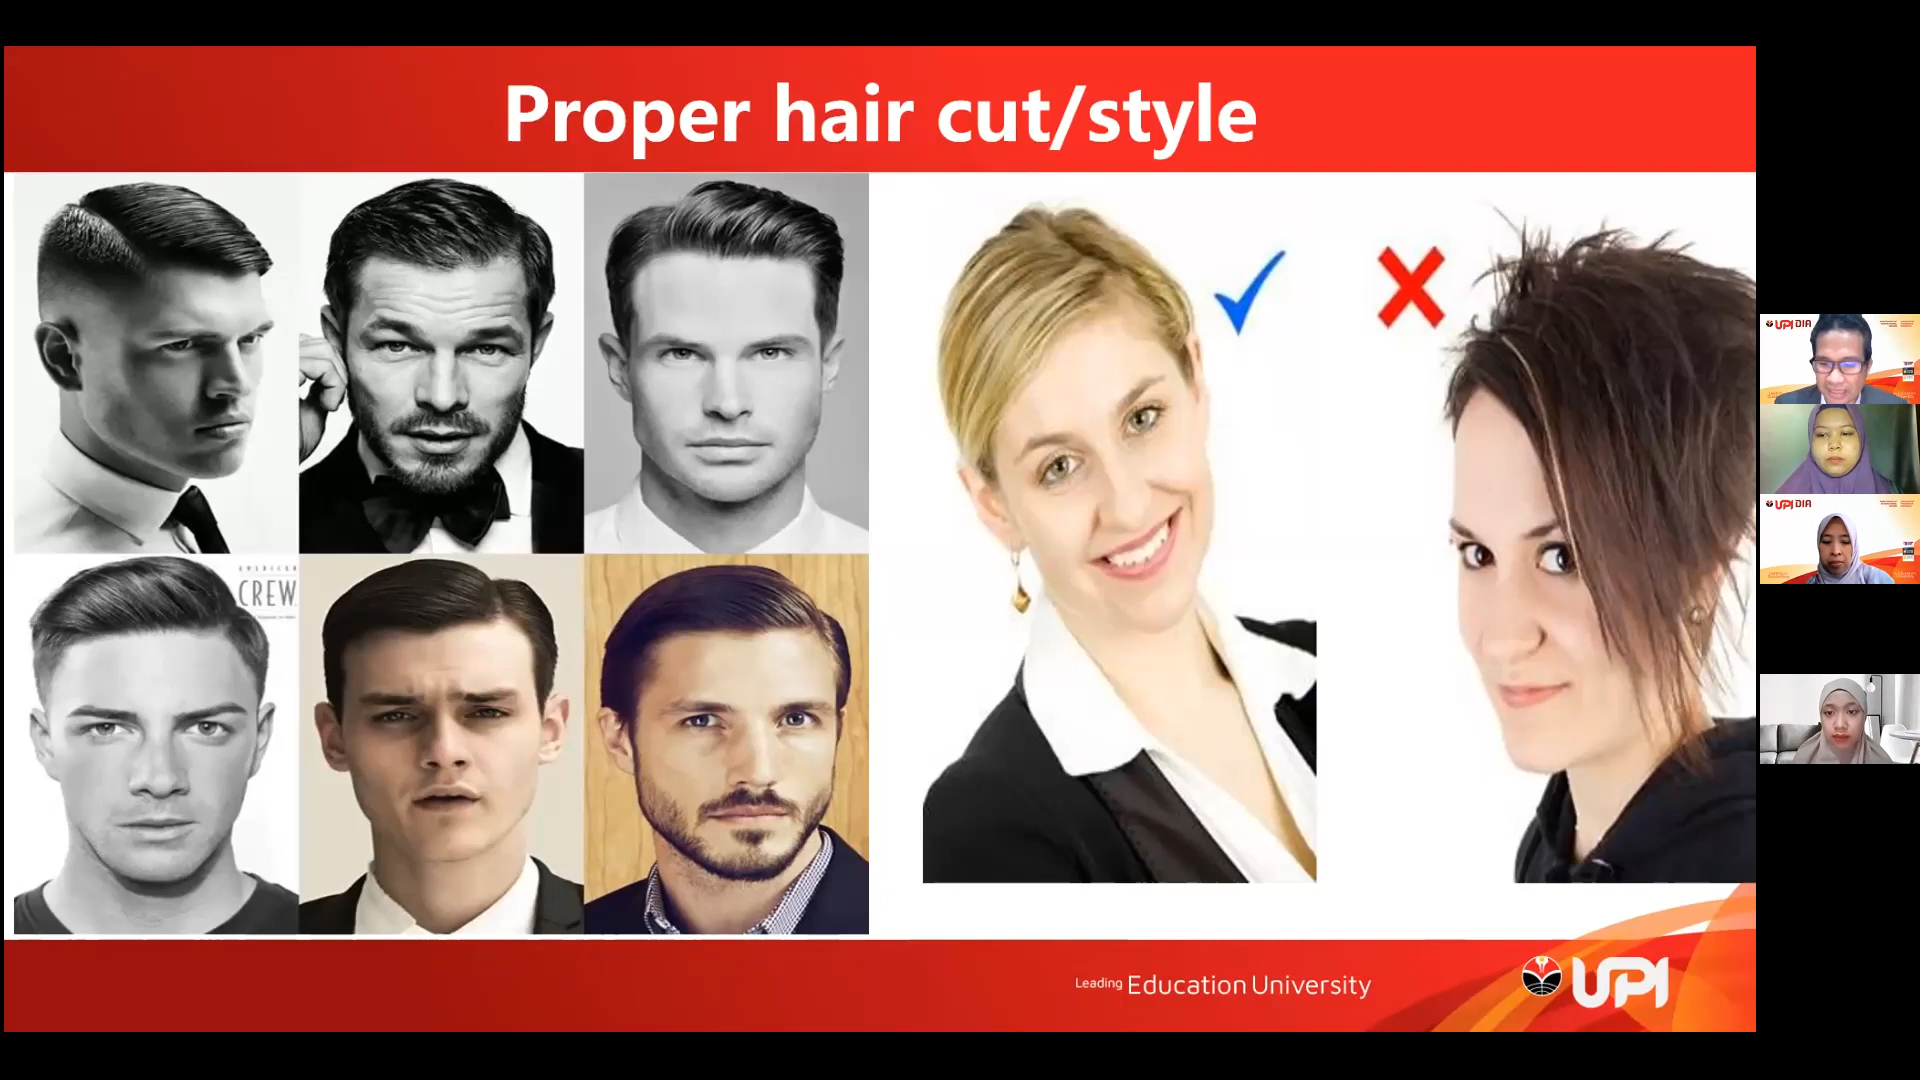 Proper hair cut/style
CREW
Leading Education University
UPI
UPI DIA
UPI DIA